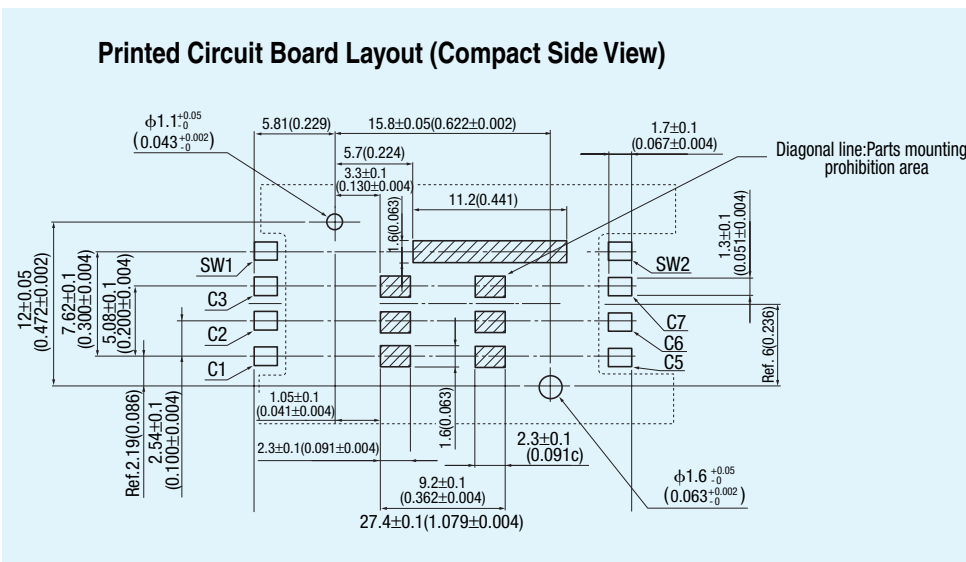 Printed Circuit Board Layout (Compact Side View)
ϕ1.1+0.05 -0
(0.043+0.002 -0)
5.81(0.229)
15.8±0.05(0.622±0.002)
1.7±0.1
(0.067±0.004)
Diagonal line:Parts mounting
prohibition area
5.7(0.224)
3.3±0.1
(0.130±0.004)
11.2(0.441)
1.6(0.063)
1.3±0.1
(0.051±0.004)
SW1
SW2
C3
C7
C2
C6
C1
C5
12±0.05
(0.472±0.002)
7.62±0.1
(0.300±0.004)
5.08±0.1
(0.200±0.004)
Ref. 6(0.236)
Ref.2.19(0.086)
2.54±0.1
(0.100±0.004)
1.05±0.1
(0.041±0.004)
1.6(0.063)
2.3±0.1(0.091±0.004)
2.3±0.1
(0.091c)
9.2±0.1
(0.362±0.004)
27.4±0.1(1.079±0.004)
ϕ1.6 +0.05 -0
(0.063+0.002 -0)